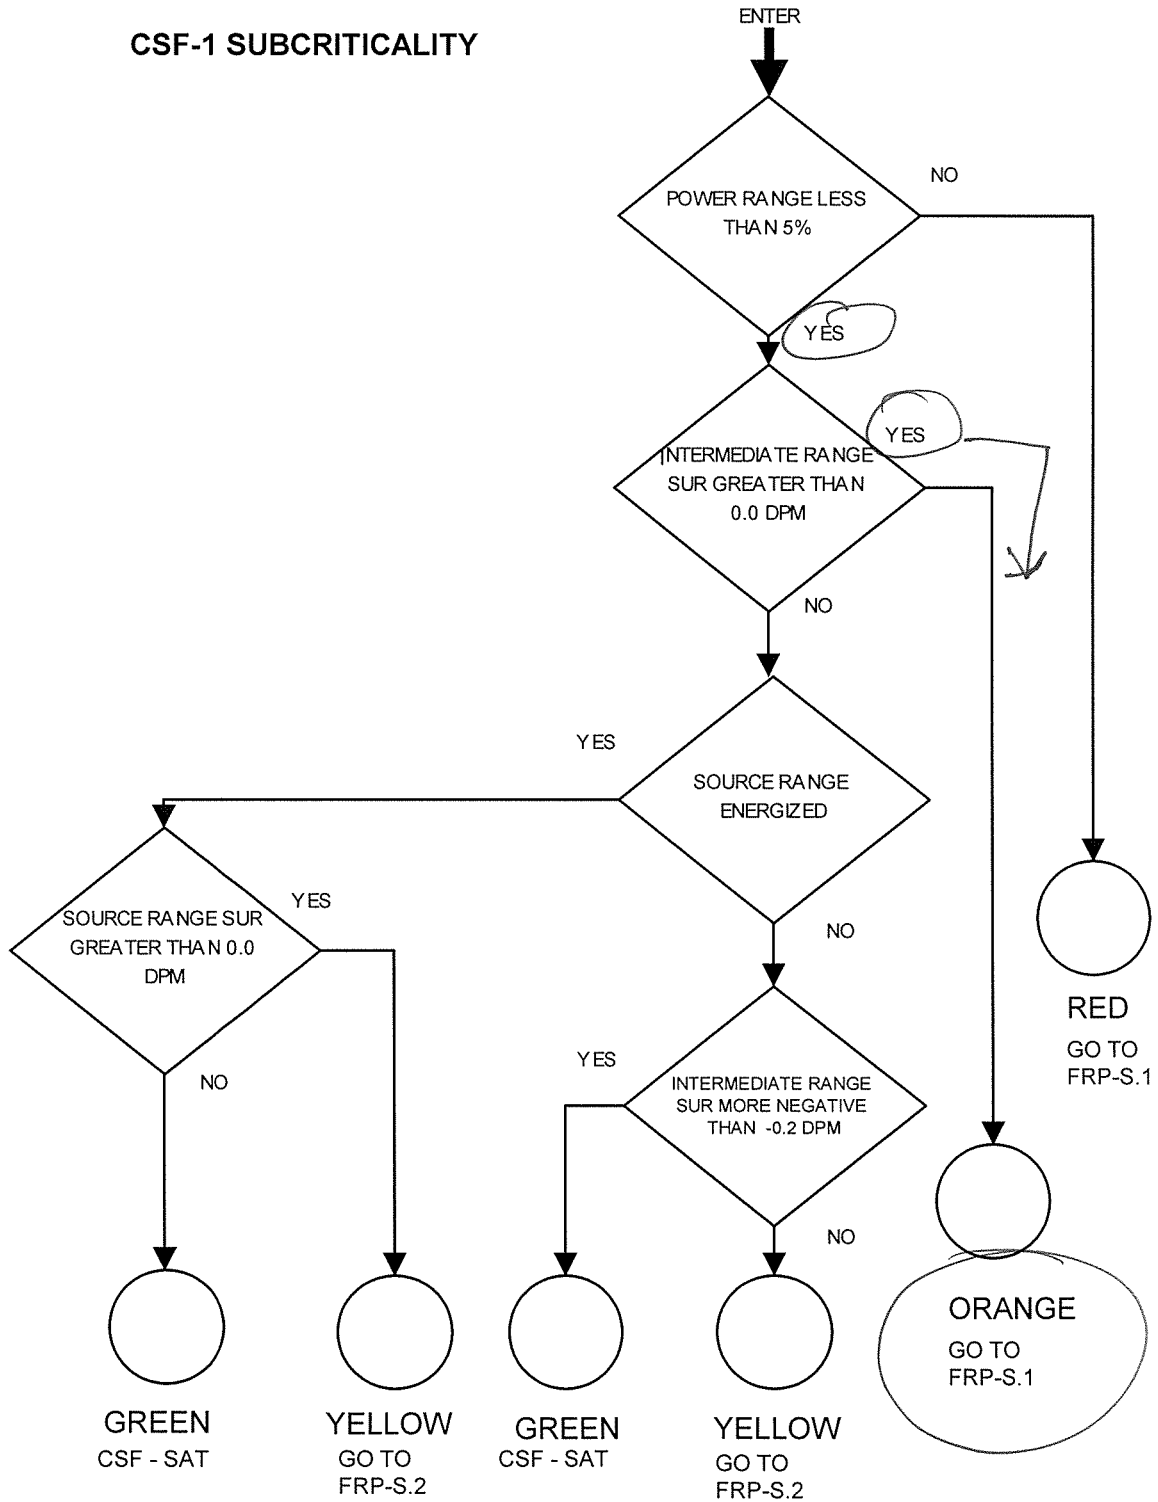 ENTER
CSF-1 SUBCRITICALITY
NO
POWER RANGE LESS
THAN 5%
YES
YES
INTERMEDIATE RANGE
SUR GREATER THAN
0.0 DPM
NO
YES
SOURCE RANGE
ENERGIZED
YES
SOURCE RANGE SUR
GREATER THAN 0.0
DPM
NO
RED
GO TO
FRP-S.1
YES
NO
INTERMEDIATE RANGE
SUR MORE NEGATIVE
THAN -0.2 DPM
NO
ORANGE
GO TO
FRP-S.1
GREEN
CSF - SAT
YELLOW
GO TO
FRP-S.2
GREEN
CSF - SAT
YELLOW
GO TO
FRP-S.2